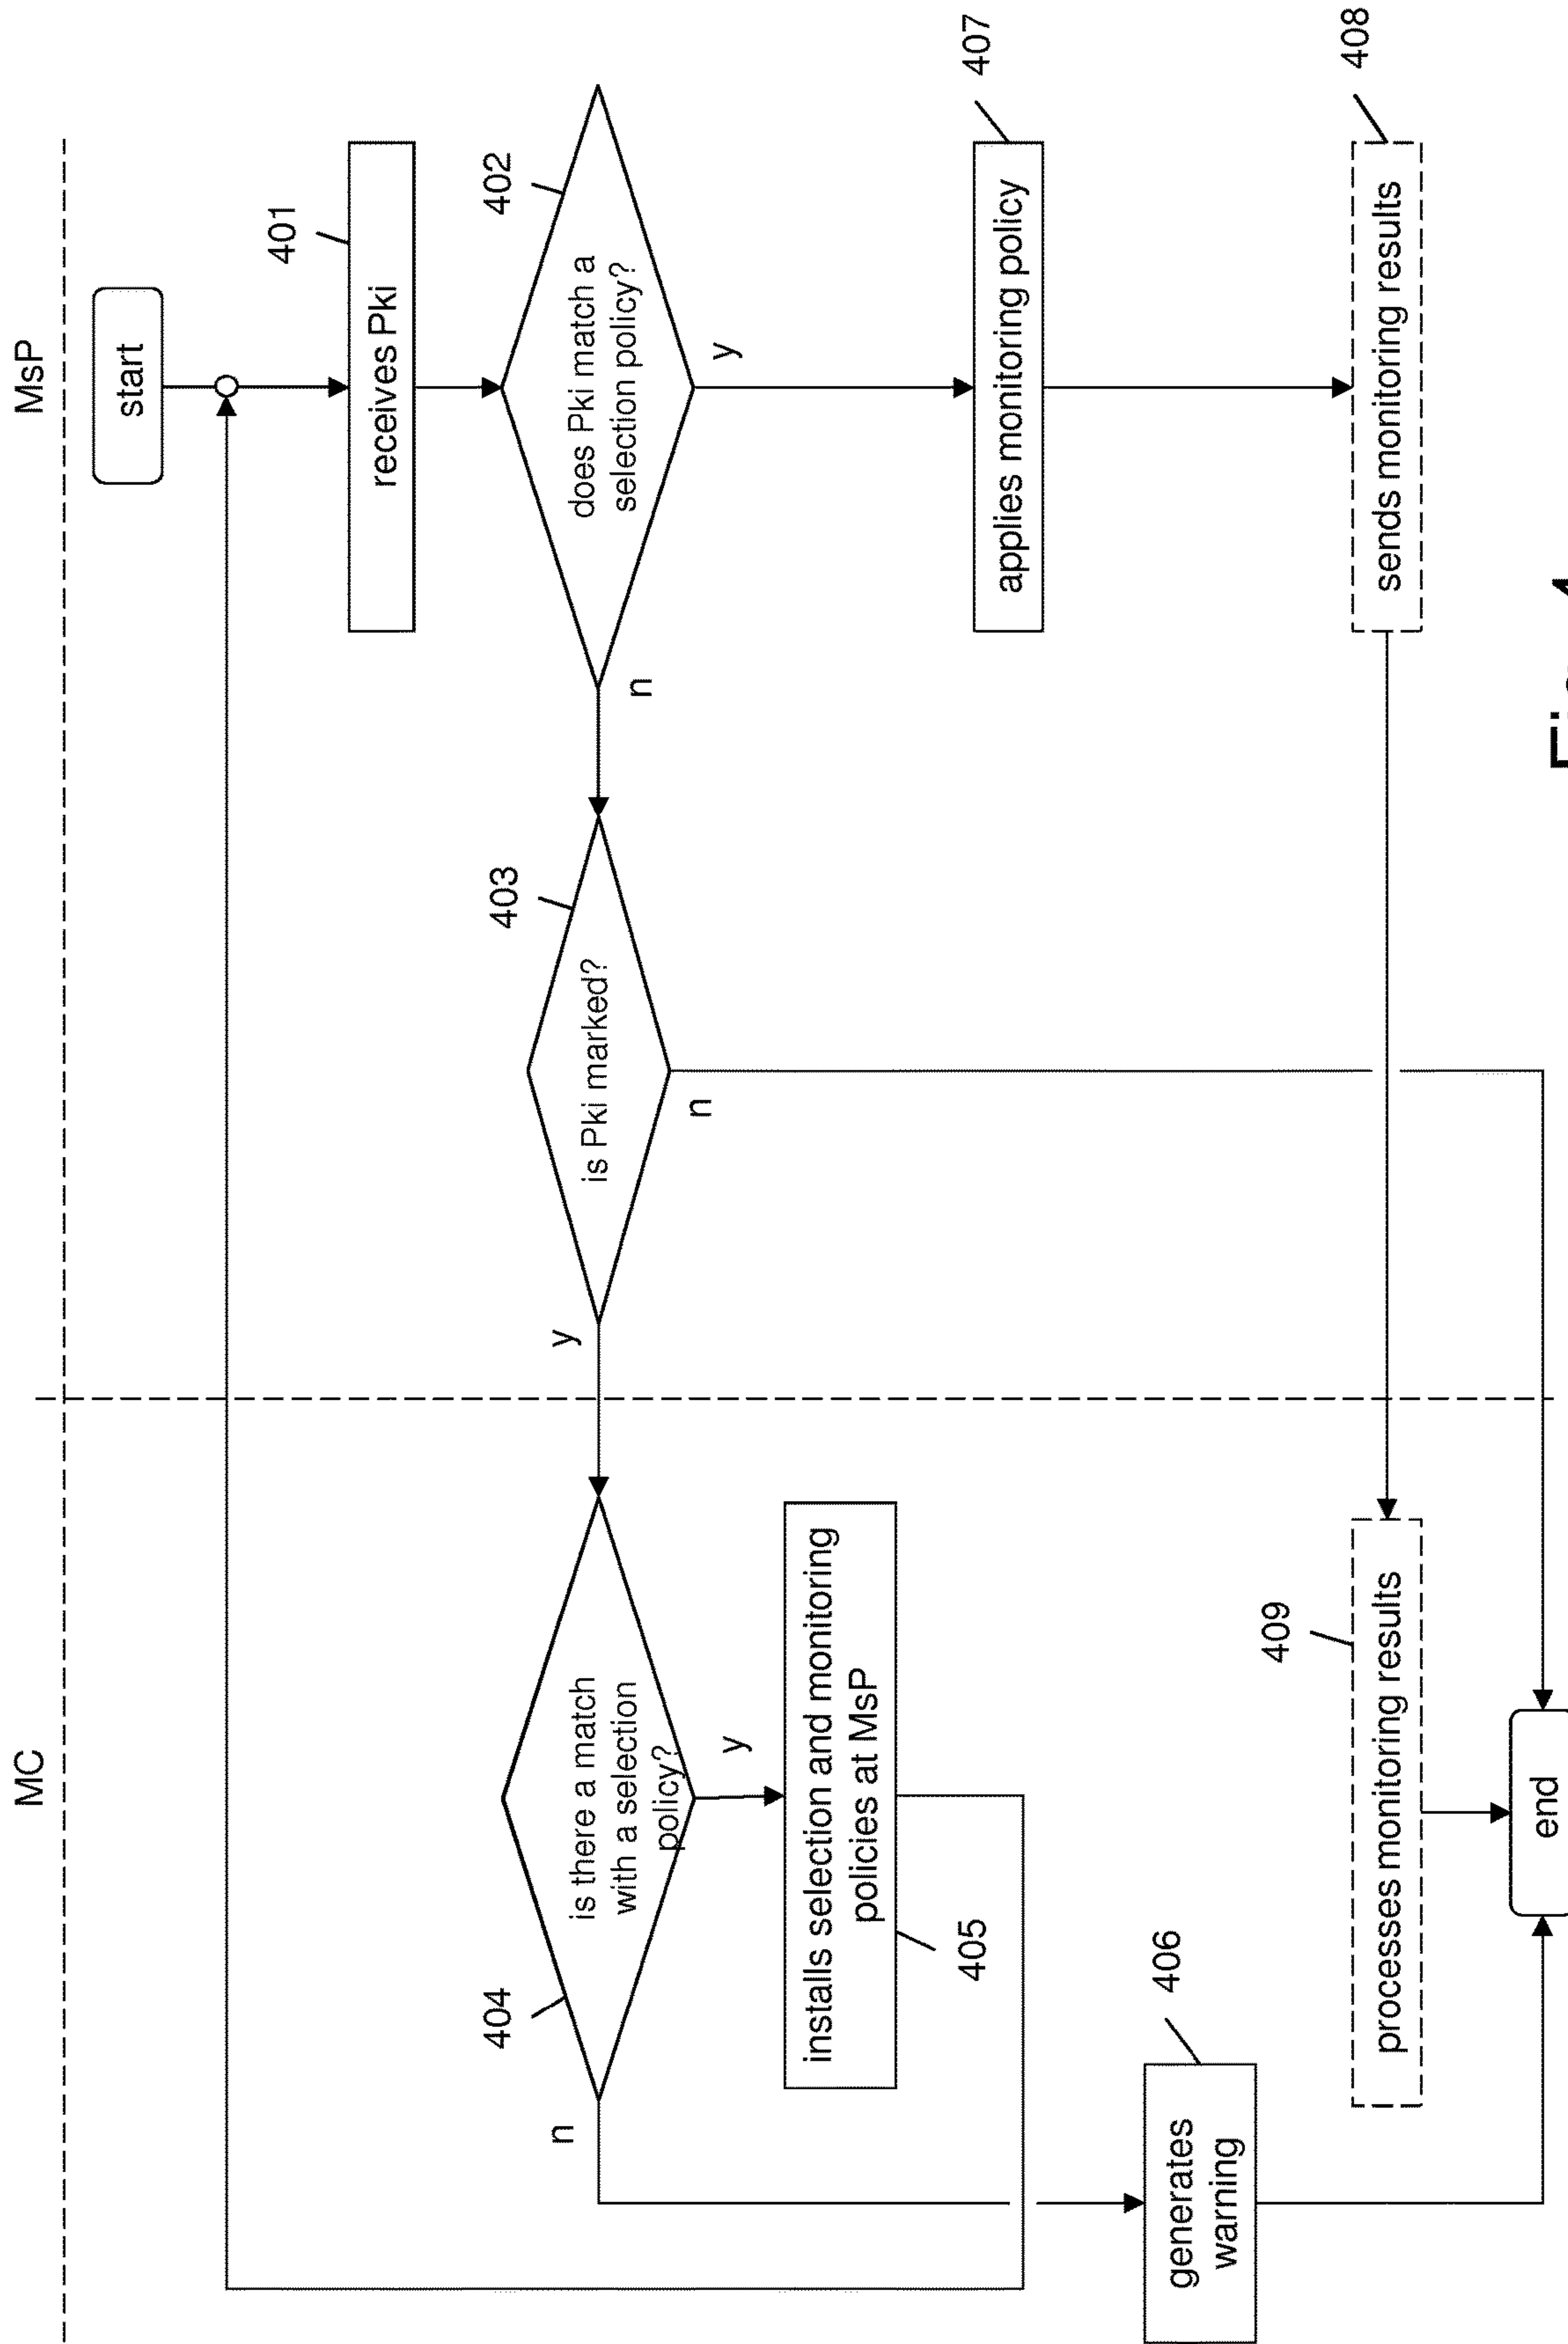 MC
MsP
start
401
receives Pki
404
is there a match
with a selection
policy?
n
y
403
is Pki marked?
y
n
402
does Pki match a
selection policy?
n
y
installs selection and monitoring
policies at MsP
405
407
applies monitoring policy
406
generates
warning
409
processes monitoring results
408
sends monitoring results
end